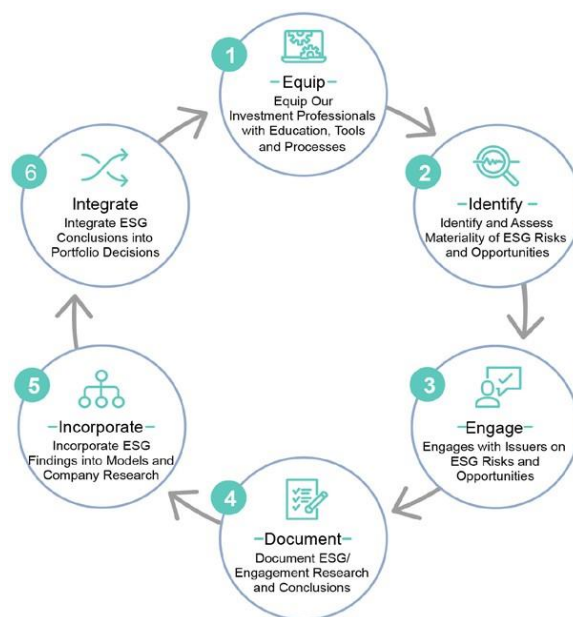 1
Equip
Equip Our
Investment Professionals
with Education, Tools
and Processes
2
Identify
Identify and Assess
Materiality of ESG Risks
and Opportunities
3
Engage
Engages with Issuers on
ESG Risks and
Opportunities
4
Document
Document ESG/
Engagement Research
and Conclusions
5
Incorporate
Incorporate ESG
Findings into Models and
Company Research
6
Integrate
Integrate ESG
Conclusions into
Portfolio Decisions